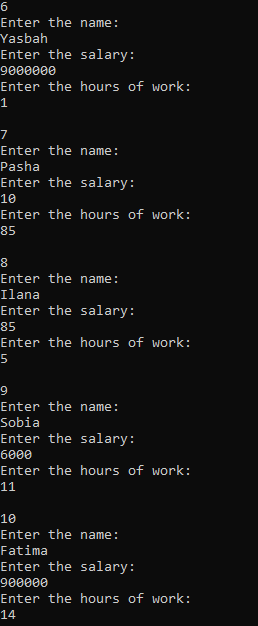 6
Enter the name:
Yasbah
Enter the salary:
9000000
Enter the hours of work:
1
7
Enter the name:
Pasha
Enter the salary:
10
Enter the hours of work:
85
8
Enter the name:
Ilana
Enter the salary:
85
Enter the hours of work:
5
9
Enter the name:
Sobia
Enter the salary:
6000
Enter the hours of work:
11
10
Enter the name:
Fatima
Enter the salary:
900000
Enter the hours of work:
14